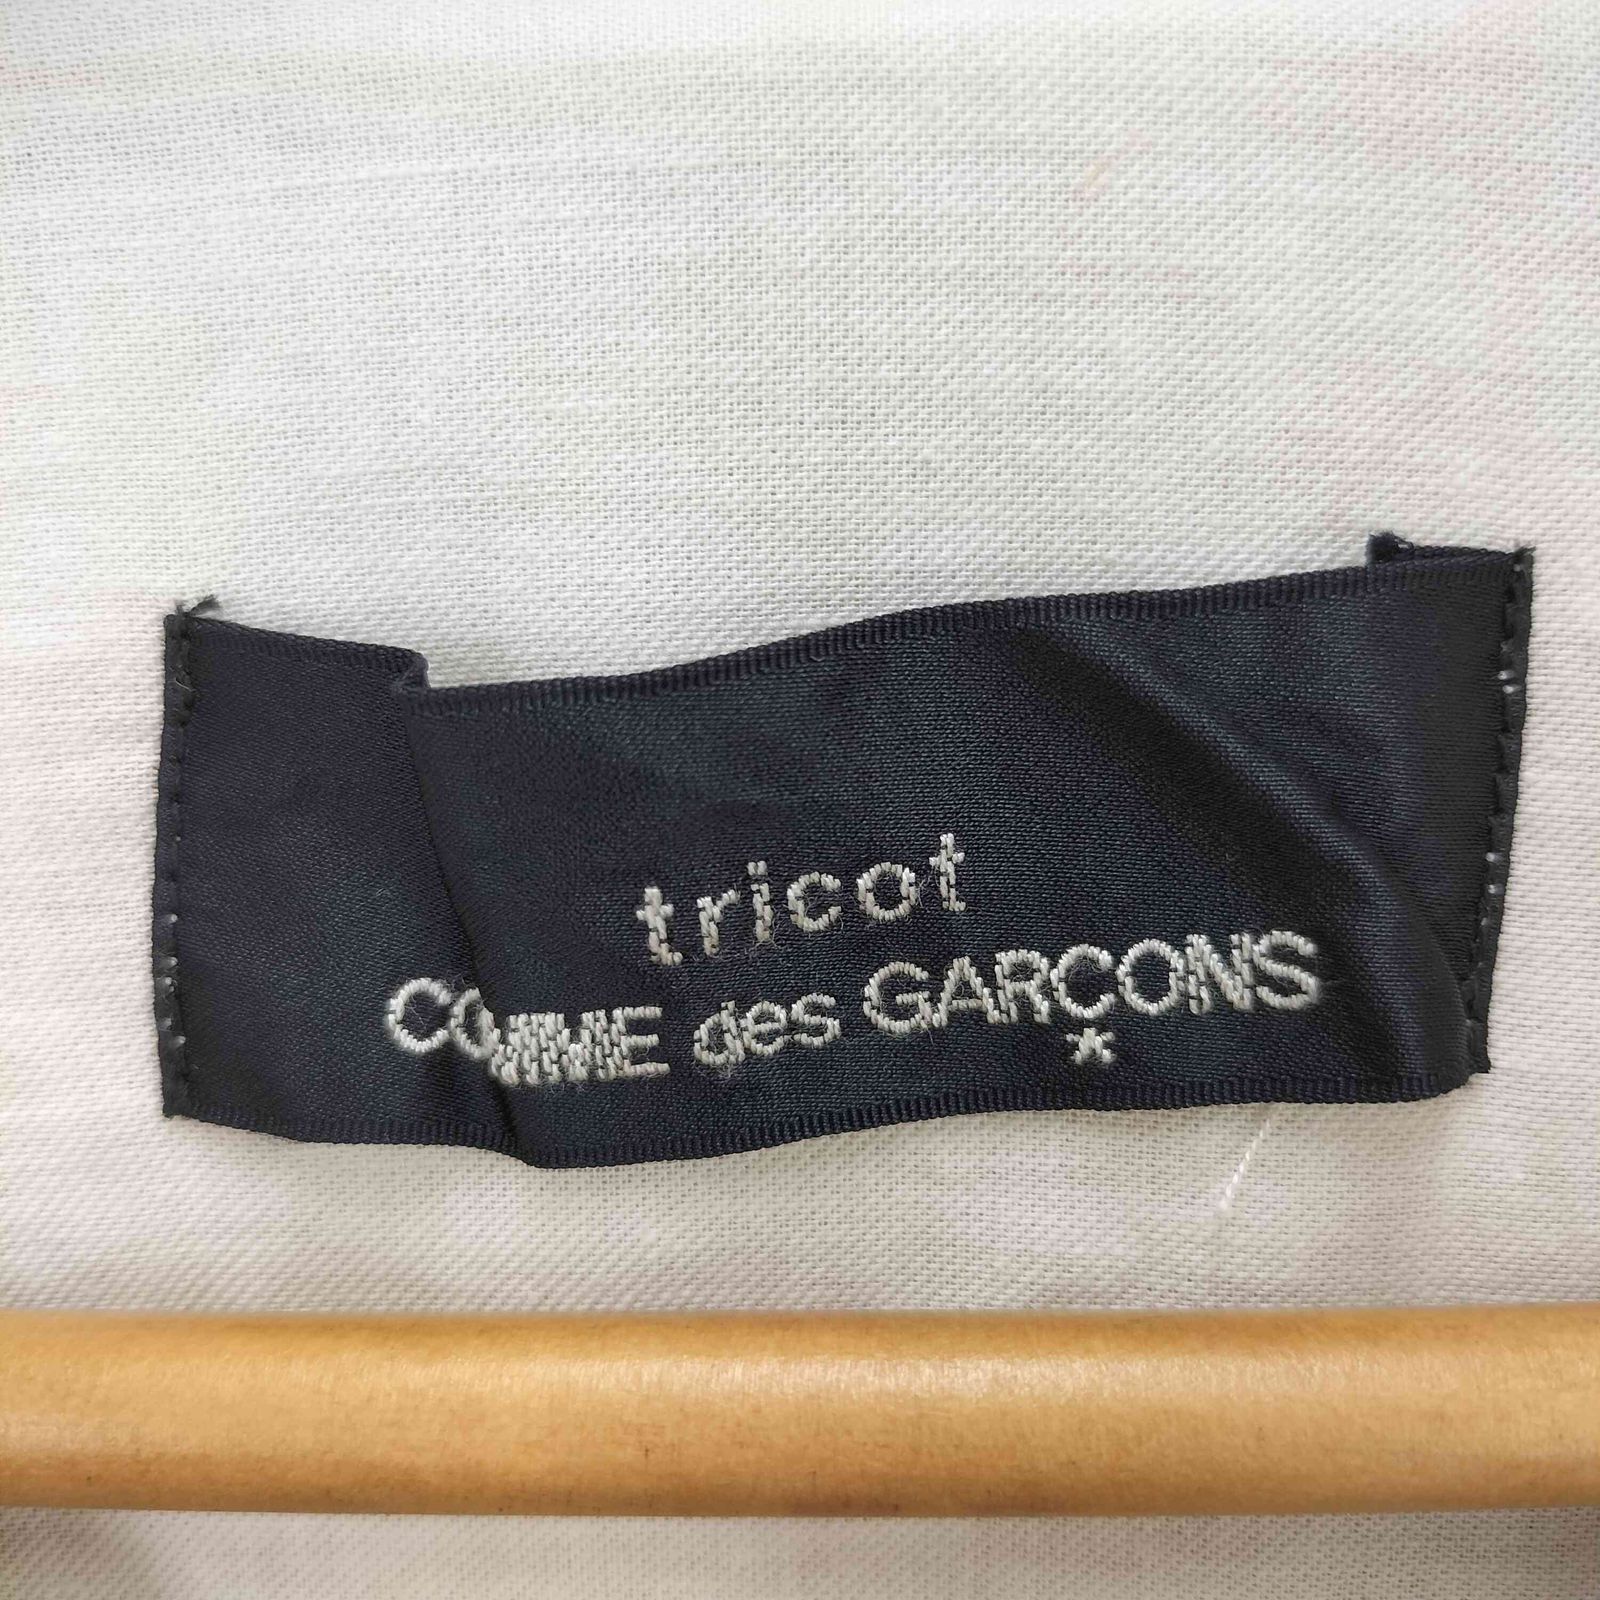 tricot
COMME des GARÇONS
*